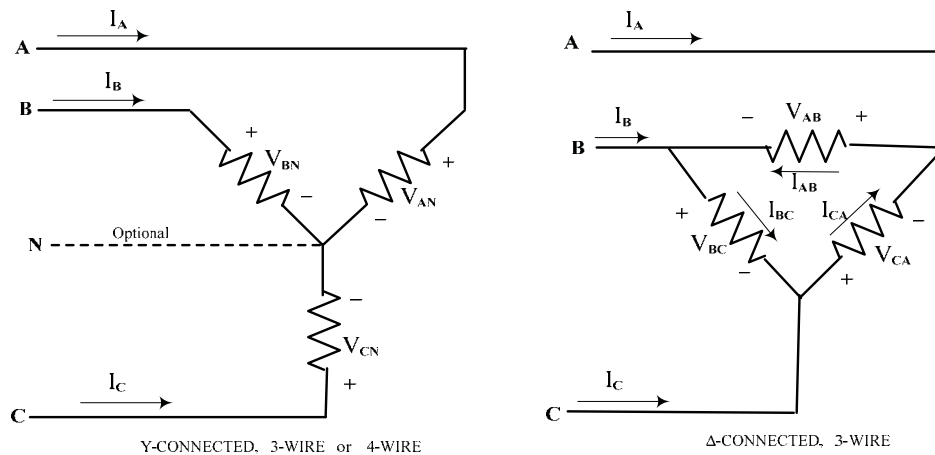 I_A
A
I_B
B
+
V_BN
−
+
V_AN
−
N
Optional
−
V_CN
+
I_C
C
Y-CONNECTED, 3-WIRE or 4-WIRE
I_A
A
I_B
B
−
V_AB
+
I_AB
+
I_BC
V_BC
−
I_CA
−
V_CA
+
I_C
C
Δ-CONNECTED, 3-WIRE